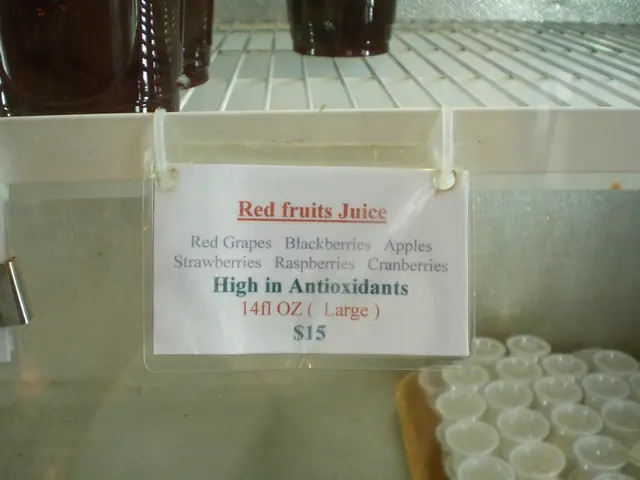 Red fruits Juice
Red Grapes Blackberries Apples
Strawberries Raspberries Cranberries
High in Antioxidants
14fl OZ ( Large )
$15